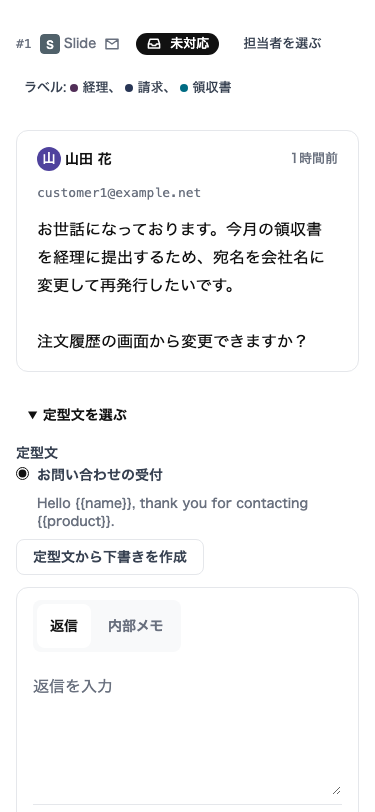 #1 S Slide 未対応 担当者を選ぶ
ラベル: 経理、 請求、 領収書
山 山田 花 1時間前
customer1@example.net
お世話になっております。今月の領収書
を経理に提出するため、宛名を会社名に
変更して再発行したいです。
注文履歴の画面から変更できますか？
▼ 定型文を選ぶ
定型文
お問い合わせの受付
Hello {{name}}, thank you for contacting
{{product}}.
定型文から下書きを作成
返信 内部メモ
返信を入力